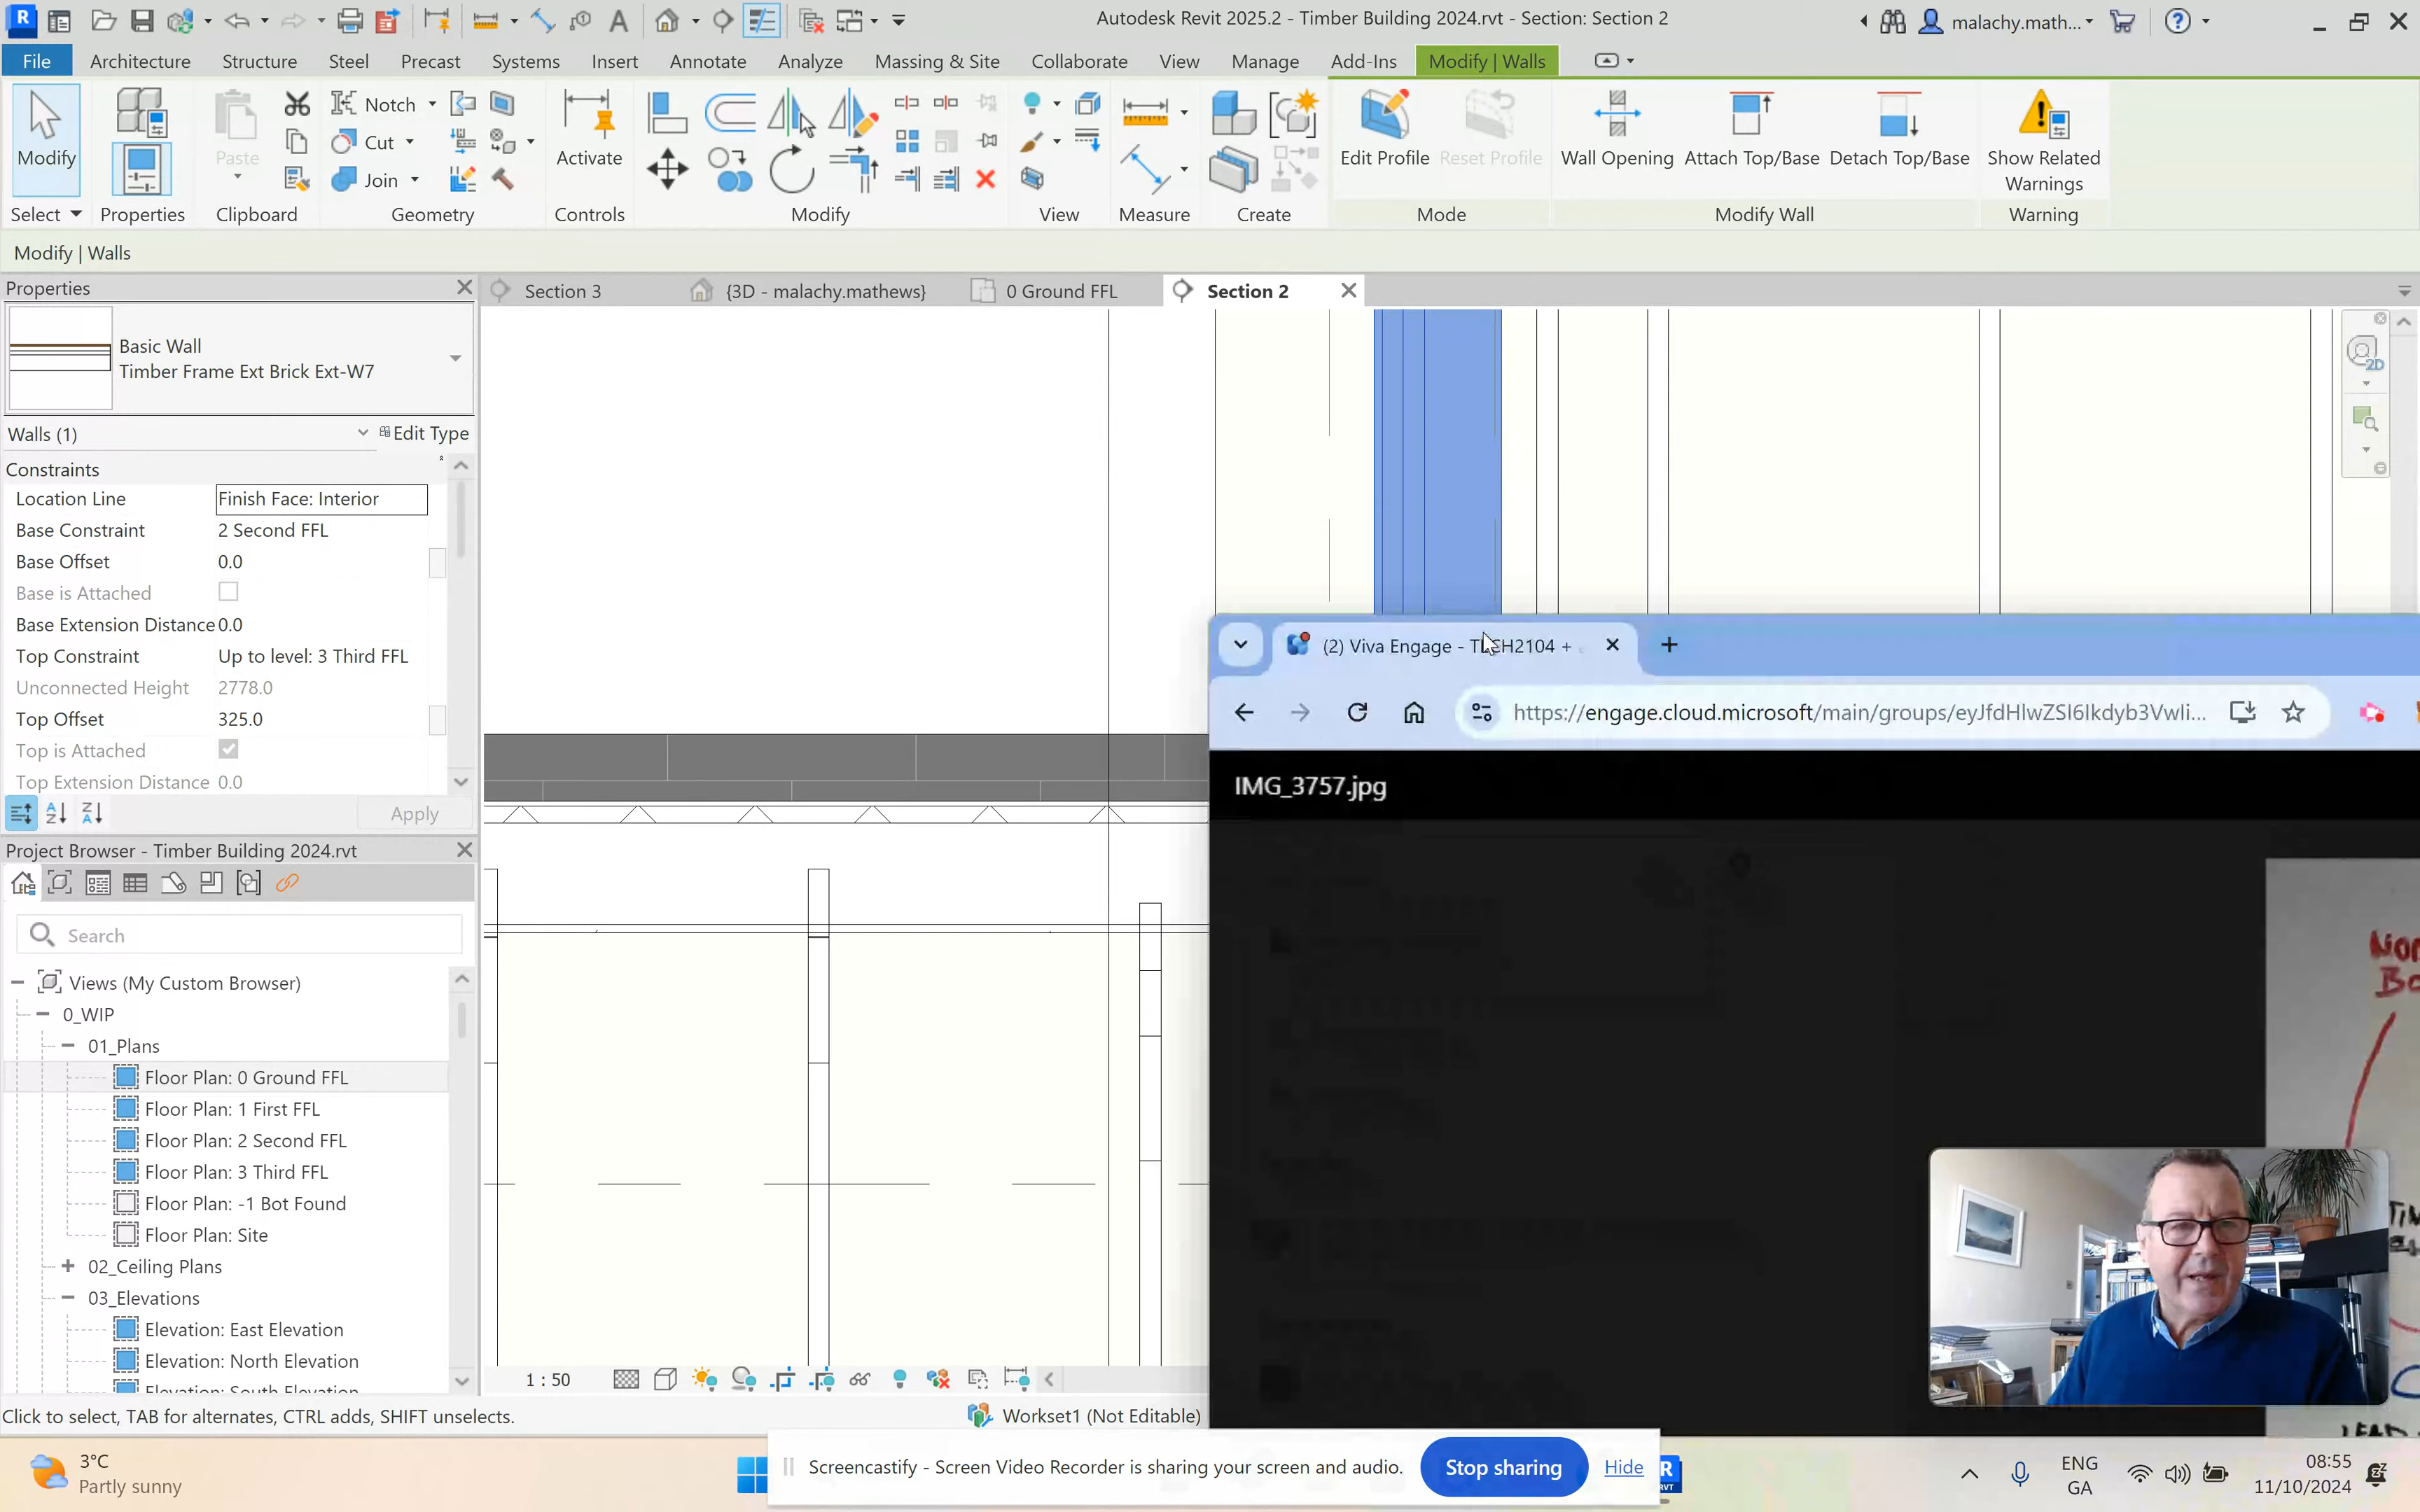 Autodesk Revit 2025.2 - Timber Building 2024.rvt - Section: Section 2
malachy.math...
File
Architecture
Structure
Steel
Precast
Systems
Insert
Annotate
Analyze
Massing & Site
Collaborate
View
Manage
Add-Ins
Modify | Walls
Modify
Paste
Notch
Cut
Join
Activate
Edit Profile
Reset Profile
Wall Opening
Attach Top/Base
Detach Top/Base
Show Related Warnings
Select
Properties
Clipboard
Geometry
Controls
Modify
View
Measure
Create
Mode
Modify Wall
Warning
Modify | Walls
Properties
Section 3
{3D - malachy.mathews}
0 Ground FFL
Section 2
Basic Wall
Timber Frame Ext Brick Ext-W7
Walls (1)
Edit Type
Constraints
Location Line Finish Face: Interior
Base Constraint 2 Second FFL
Base Offset 0.0
Base is Attached
Base Extension Distance 0.0
Top Constraint Up to level: 3 Third FFL
Unconnected Height 2778.0
Top Offset 325.0
Top is Attached
Top Extension Distance 0.0
Apply
Project Browser - Timber Building 2024.rvt
Search
Views (My Custom Browser)
0_WIP
01_Plans
Floor Plan: 0 Ground FFL
Floor Plan: 1 First FFL
Floor Plan: 2 Second FFL
Floor Plan: 3 Third FFL
Floor Plan: -1 Bot Found
Floor Plan: Site
02_Ceiling Plans
03_Elevations
Elevation: East Elevation
Elevation: North Elevation
Elevation: South Elevation
2D
(2) Viva Engage - TECH2104 +
https://engage.cloud.microsoft/main/groups/eyJfdHlwZSI6Ikdyb3VwIi...
IMG_3757.jpg
1 : 50
Click to select, TAB for alternates, CTRL adds, SHIFT unselects.
Workset1 (Not Editable)
3°C
Partly sunny
Screencastify - Screen Video Recorder is sharing your screen and audio.
Stop sharing
Hide
ENG
GA
08:55
11/10/2024